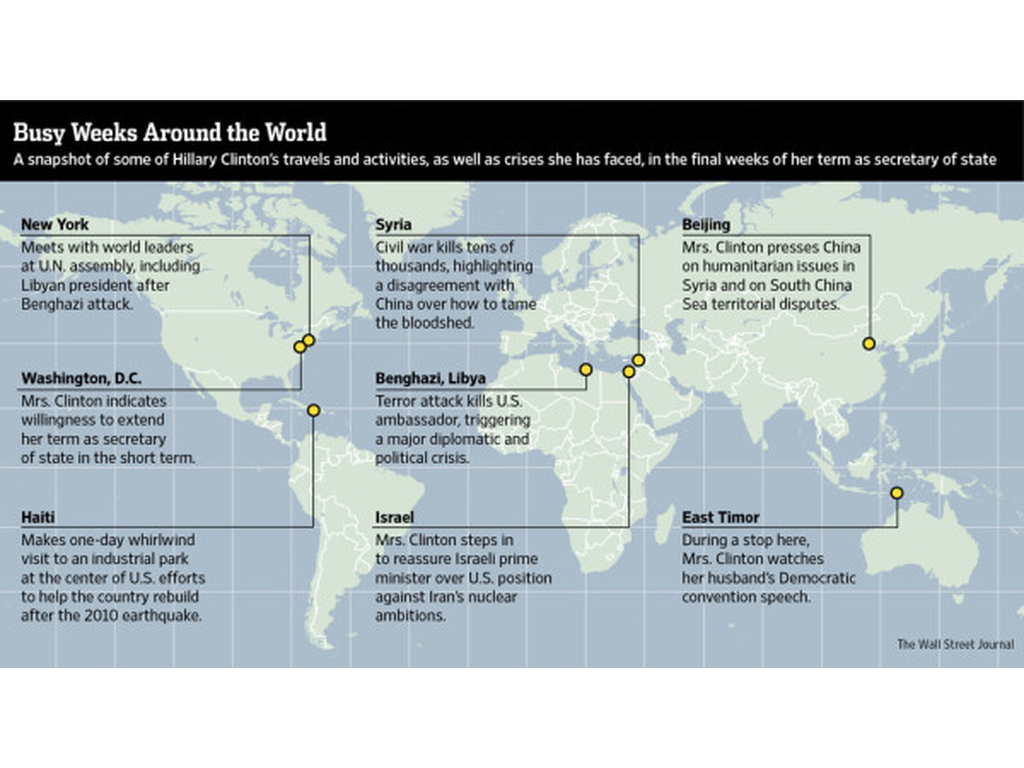 Busy Weeks Around the World
A snapshot of some of Hillary Clinton's travels and activities, as well as crises she has faced, in the final weeks of her term as secretary of state
New York
Meets with world leaders
at U.N. assembly, including
Libyan president after
Benghazi attack.
Washington, D.C.
Mrs. Clinton indicates
willingness to extend
her term as secretary
of state in the short term.
Haiti
Makes one-day whirlwind
visit to an industrial park
at the center of U.S. efforts
to help the country rebuild
after the 2010 earthquake.
Syria
Civil war kills tens of
thousands, highlighting
a disagreement with
China over how to tame
the bloodshed.
Benghazi, Libya
Terror attack kills U.S.
ambassador, triggering
a major diplomatic and
political crisis.
Israel
Mrs. Clinton steps in
to reassure Israeli prime
minister over U.S. position
against Iran's nuclear
ambitions.
Beijing
Mrs. Clinton presses China
on humanitarian issues in
Syria and on South China
Sea territorial disputes.
East Timor
During a stop here,
Mrs. Clinton watches
her husband's Democratic
convention speech.
The Wall Street Journal